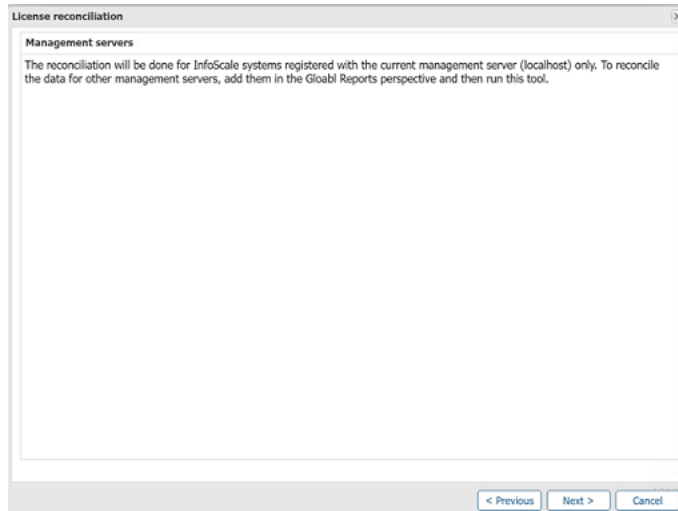 License reconciliation
Management servers
The reconciliation will be done for InfoScale systems registered with the current management server (localhost) only. To reconcile
the data for other management servers, add them in the Gloabl Reports perspective and then run this tool.
< Previous
Next >
Cancel